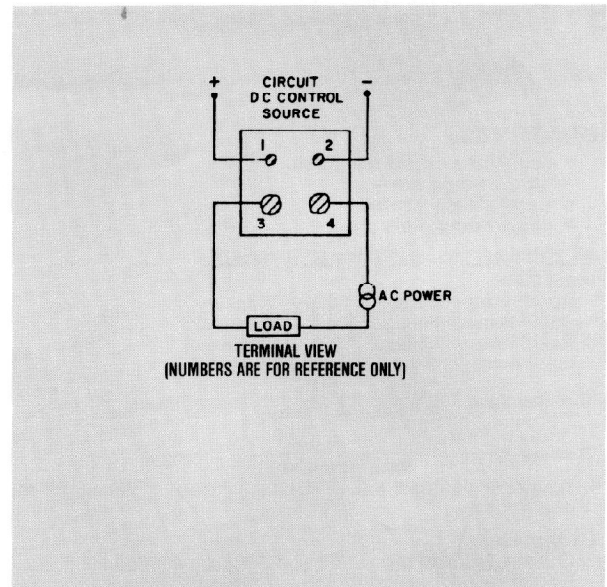 + CIRCUIT −
DC CONTROL
SOURCE
1 2
3 4
AC POWER
LOAD
TERMINAL VIEW
(NUMBERS ARE FOR REFERENCE ONLY)